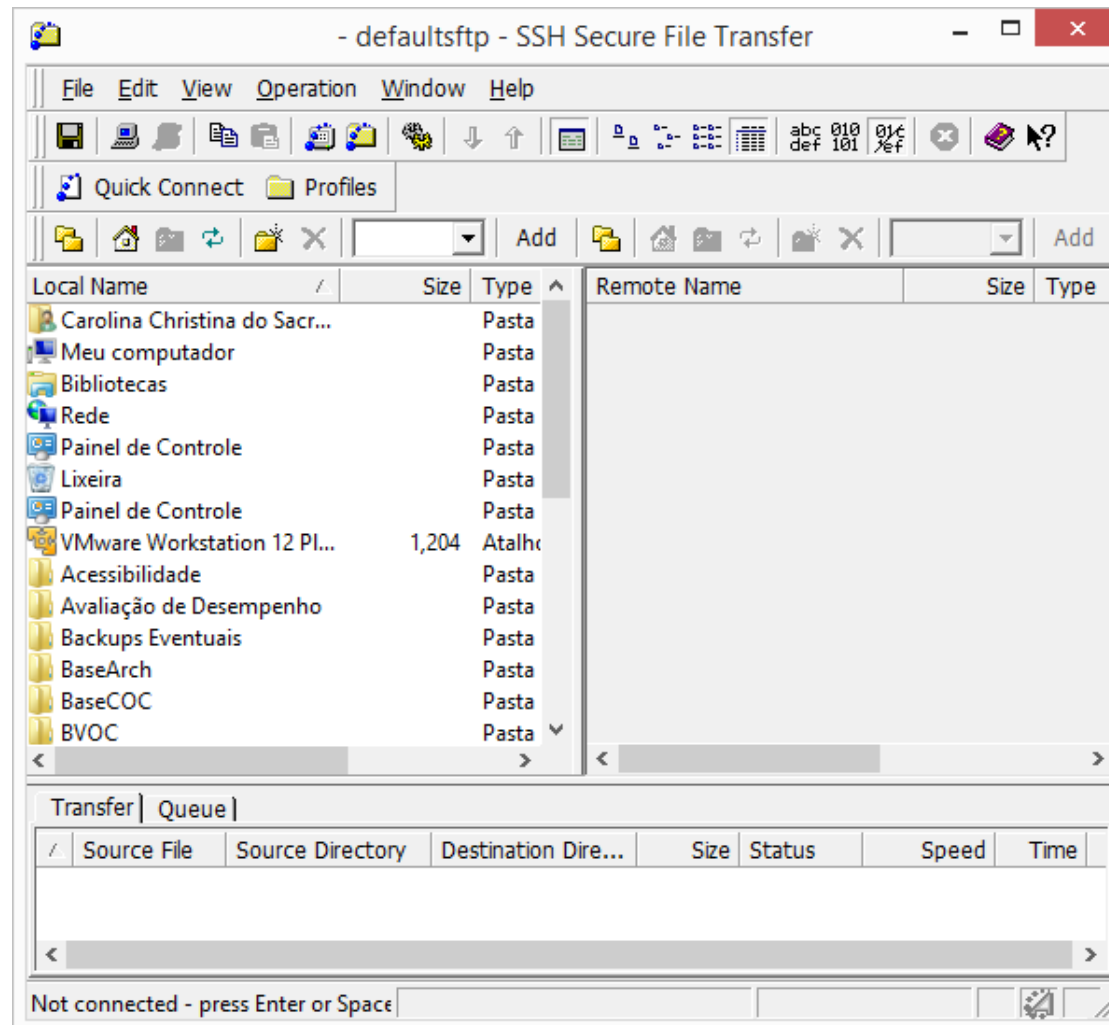 - defaultsftp - SSH Secure File Transfer
File Edit View Operation Window Help
abc def 010 101
Quick Connect Profiles
Add Add
Local Name Size Type Remote Name Size Type
Carolina Christina do Sacr... Pasta
Meu computador Pasta
Bibliotecas Pasta
Rede Pasta
Painel de Controle Pasta
Lixeira Pasta
Painel de Controle Pasta
VMware Workstation 12 Pl... 1,204 Atalho
Acessibilidade Pasta
Avaliação de Desempenho Pasta
Backups Eventuais Pasta
BaseArch Pasta
BaseCOC Pasta
BVOC Pasta
Transfer Queue
Source File Source Directory Destination Dire... Size Status Speed Time
Not connected - press Enter or Space